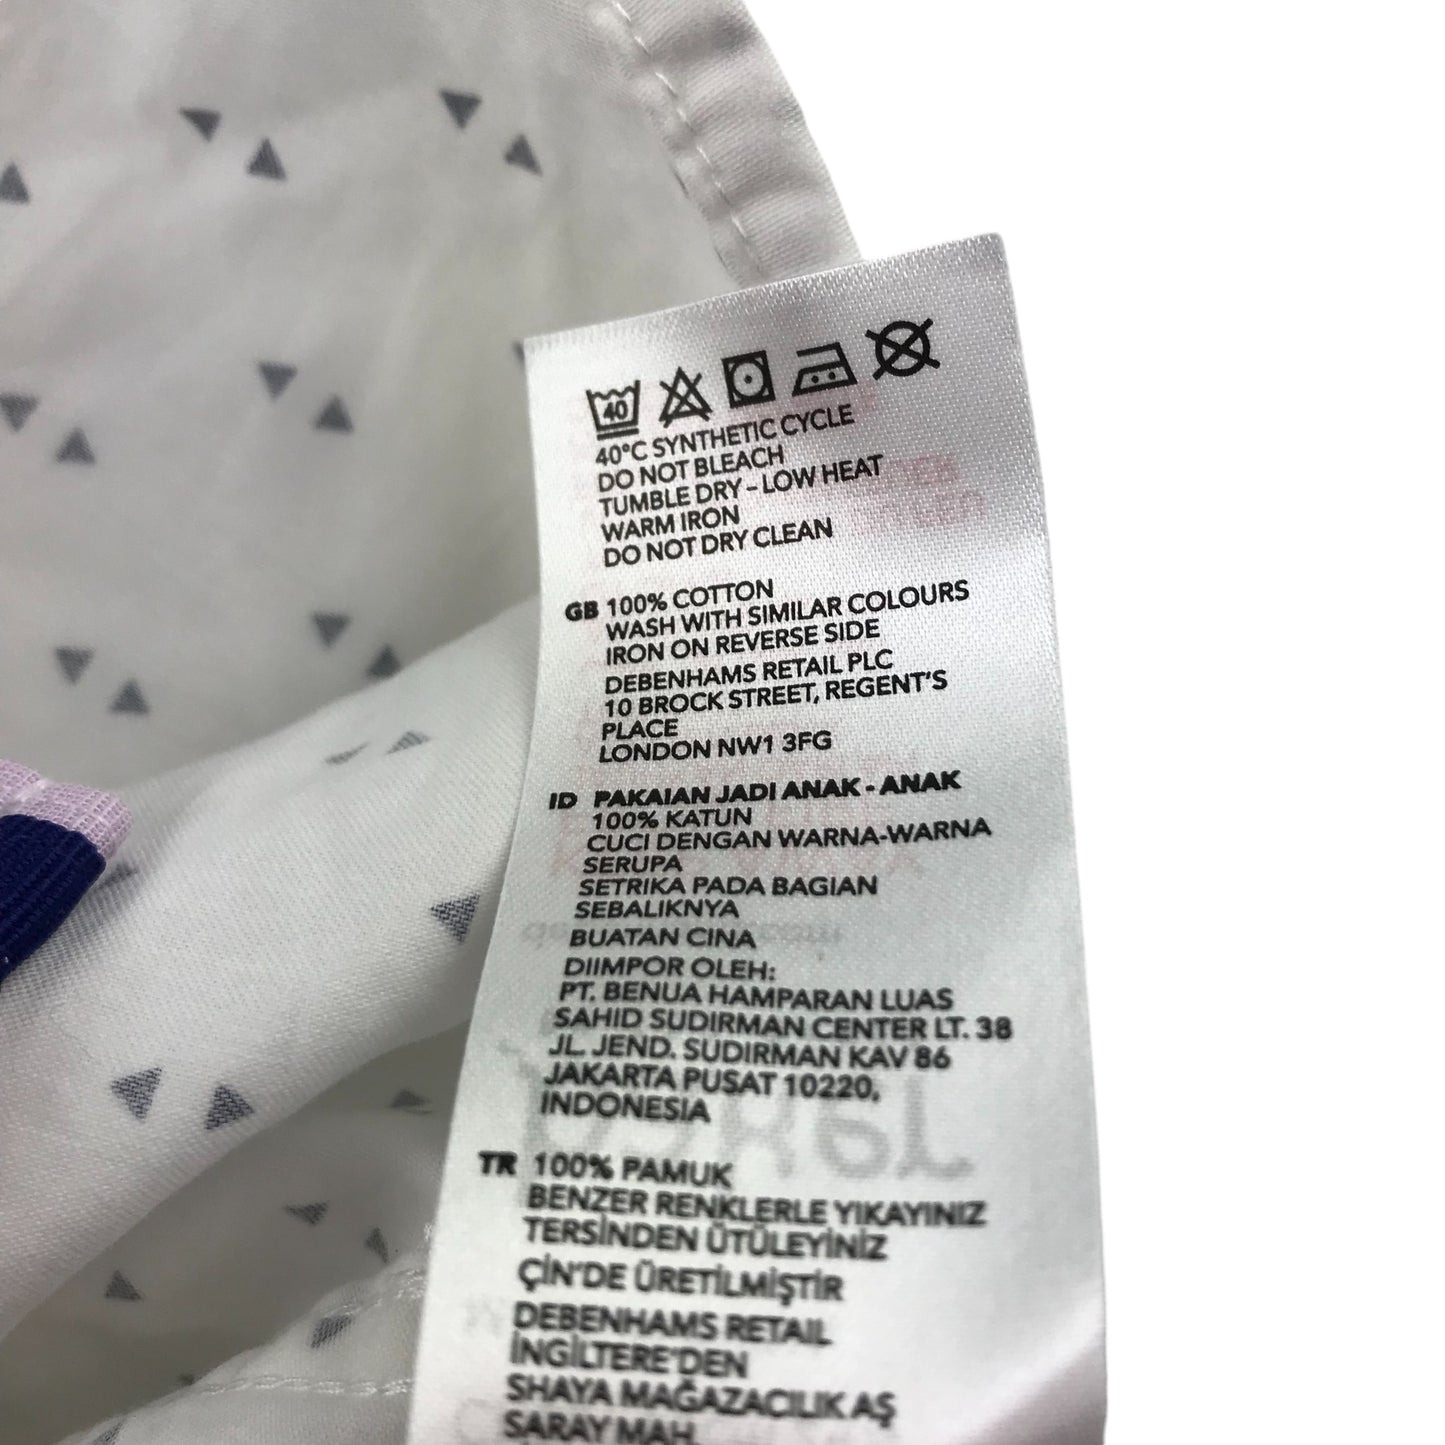 40
40°C SYNTHETIC CYCLE
DO NOT BLEACH
TUMBLE DRY - LOW HEAT
WARM IRON
DO NOT DRY CLEAN
GB 100% COTTON
WASH WITH SIMILAR COLOURS
IRON ON REVERSE SIDE
DEBENHAMS RETAIL PLC
10 BROCK STREET, REGENT'S
PLACE
LONDON NW1 3FG
ID PAKAIAN JADI ANAK - ANAK
100% KATUN
CUCI DENGAN WARNA-WARNA
SERUPA
SETRIKA PADA BAGIAN
SEBALIKNYA
BUATAN CINA
DIIMPOR OLEH:
PT. BENUA HAMPARAN LUAS
SAHID SUDIRMAN CENTER LT. 38
JL. JEND. SUDIRMAN KAV 86
JAKARTA PUSAT 10220,
INDONESIA
TR 100% PAMUK
BENZER RENKLERLE YIKAYINIZ
TERSİNDEN ÜTÜLEYİNİZ
ÇİN'DE ÜRETİLMİŞTİR
DEBENHAMS RETAIL
İNGİLTERE'DEN
SHAYA MAĞAZACILIK AŞ
SARAY MAH